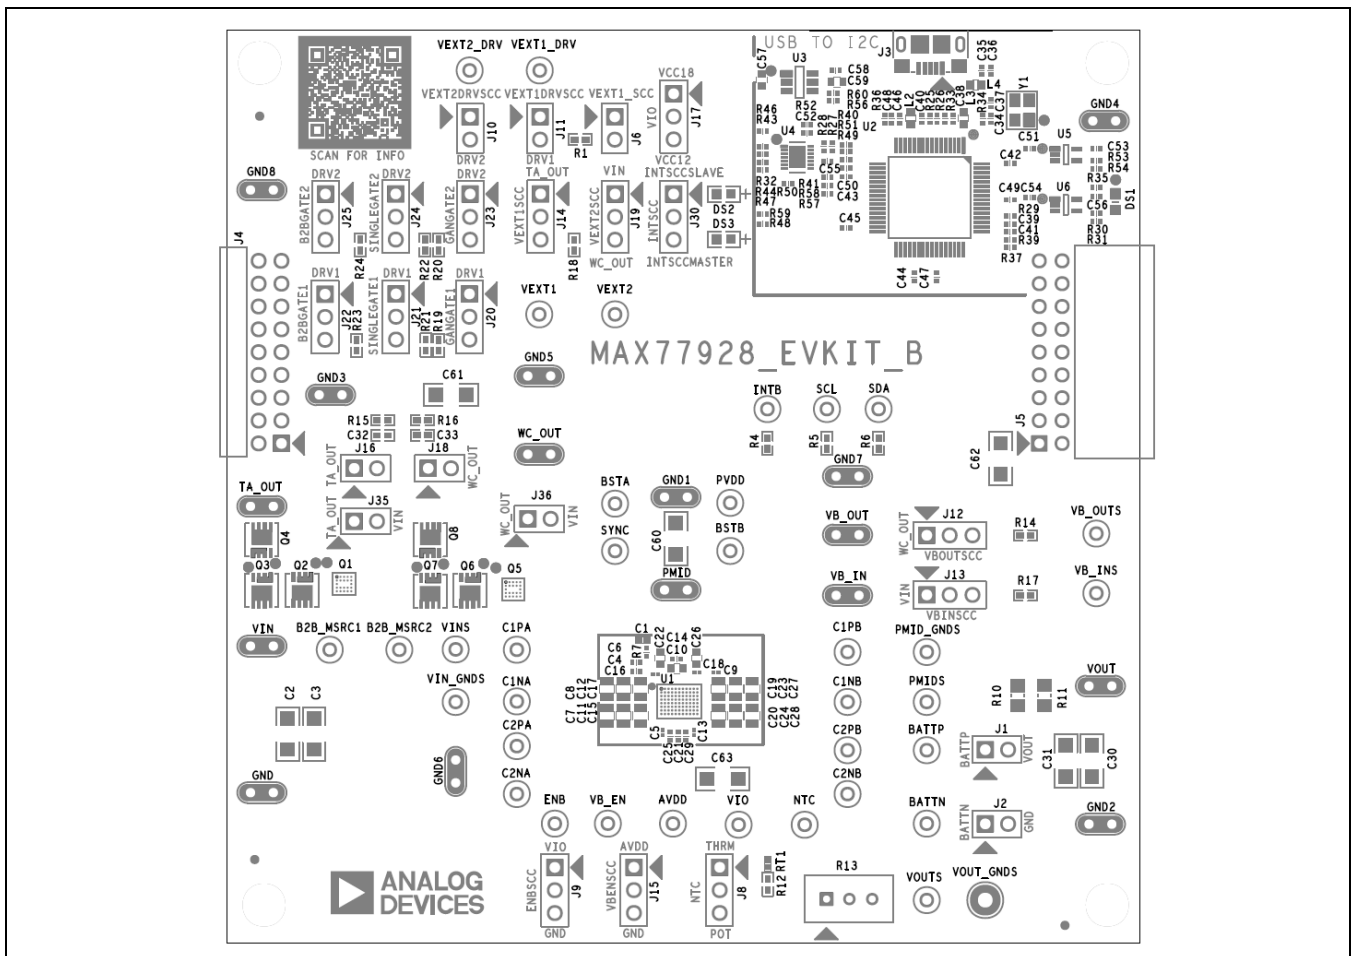 USB TO I2C
VEXT2_DRV
VEXT1_DRV
VEXT2DRVSCC
VEXT1DRVSCC
VEXT1_SCC
VCC18
VIO
J17
VCC12
J10
J11
J6
R1
DRV2
DRV1
SCAN FOR INFO
C57
U3
C58
C59
R60
R56
R52
C52
R46
R43
U4
R28
R27
R40
R51
R49
U2
R36
C48
C46
L2
C40
R25
R26
R33
C38
L3
J3
C35
C36
L4
R34
C37
C34
Y1
GND4
C51
U5
C42
C53
R53
R54
R35
C49
C54
U6
C56
DS1
R29
C39
C41
R39
R37
R30
R31
R32
R44
R47
R50
R41
R58
R57
C55
C50
C43
C45
R59
R48
C44
C47
GND8
DRV2
B2BGATE2
J25
DRV2
SINGLEGATE2
J24
DRV2
GANGATE2
J23
TA_OUT
VEXT1SCC
J14
VIN
VEXT2SCC
J19
WC_OUT
INTSCCSLAVE
INTSCC
J30
INTSCCMASTER
DS2
DS3
R24
R22
R20
R18
J4
DRV1
B2BGATE1
J22
DRV1
SINGLEGATE1
J21
DRV1
GANGATE1
J20
R23
R21
R19
VEXT1
VEXT2
MAX77928_EVKIT_B
GND3
C61
GND5
INTB
SCL
SDA
R4
R5
R6
R15
C32
R16
C33
J16
TA_OUT
J18
WC_OUT
WC_OUT
GND7
C62
J5
TA_OUT
J35
TA_OUT
VIN
J36
WC_OUT
VIN
BSTA
GND1
PVDD
SYNC
C60
BSTB
PMID
VB_OUT
WC_OUT
J12
VBOUTSCC
R14
VB_OUTS
VB_IN
VIN
J13
VBINSCC
R17
VB_INS
Q4
Q3
Q2
Q1
Q8
Q7
Q6
Q5
VIN
B2B_MSRC1
B2B_MSRC2
VINS
C1PA
VIN_GNDS
C1NA
C2PA
C2NA
C2
C3
GND6
GND
C1
C22
C14
C10
C26
C6
C4
R7
C16
U1
C18
C9
C8
C12
C17
C7
C11
C15
C19
C23
C27
C20
C24
C28
C5
C25
C21
C29
C13
C63
C1PB
PMID_GNDS
C1NB
PMIDS
C2PB
BATTP
C2NB
BATTN
VOUT
R10
R11
J1
BATTP
VOUT
C31
C30
J2
BATTN
GND
GND2
ENB
VB_EN
AVDD
VIO
NTC
VIO
ENBSCC
J9
GND
AVDD
VBENSCC
J15
GND
THRM
NTC
J8
POT
RT1
R12
R13
VOUTS
VOUT_GNDS
ANALOG
DEVICES